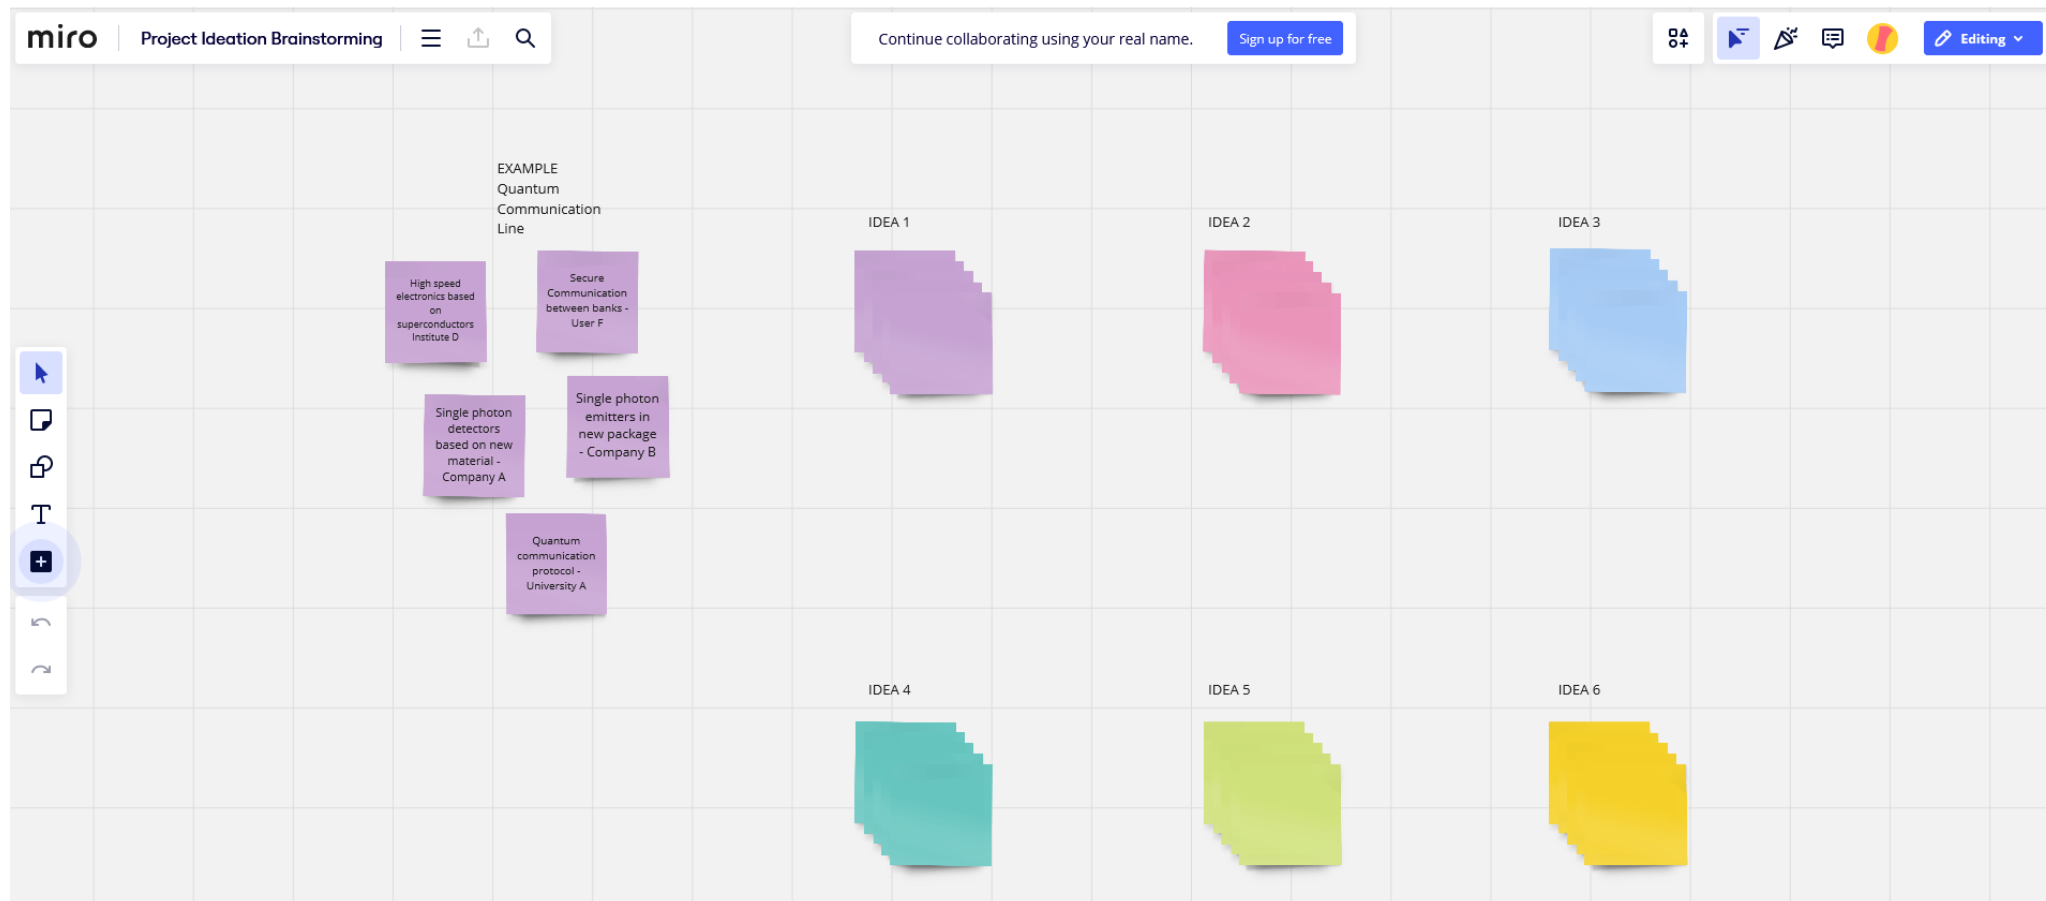 miro
Project Ideation Brainstorming
Continue collaborating using your real name.
Sign up for free
Editing
EXAMPLE
Quantum
Communication
Line
High speed
electronics based
on
superconductors
Institute D
Secure
Communication
between banks -
User F
Single photon
detectors
based on new
material -
Company A
Single photon
emitters in
new package
- Company B
Quantum
communication
protocol -
University A
IDEA 1
IDEA 2
IDEA 3
IDEA 4
IDEA 5
IDEA 6